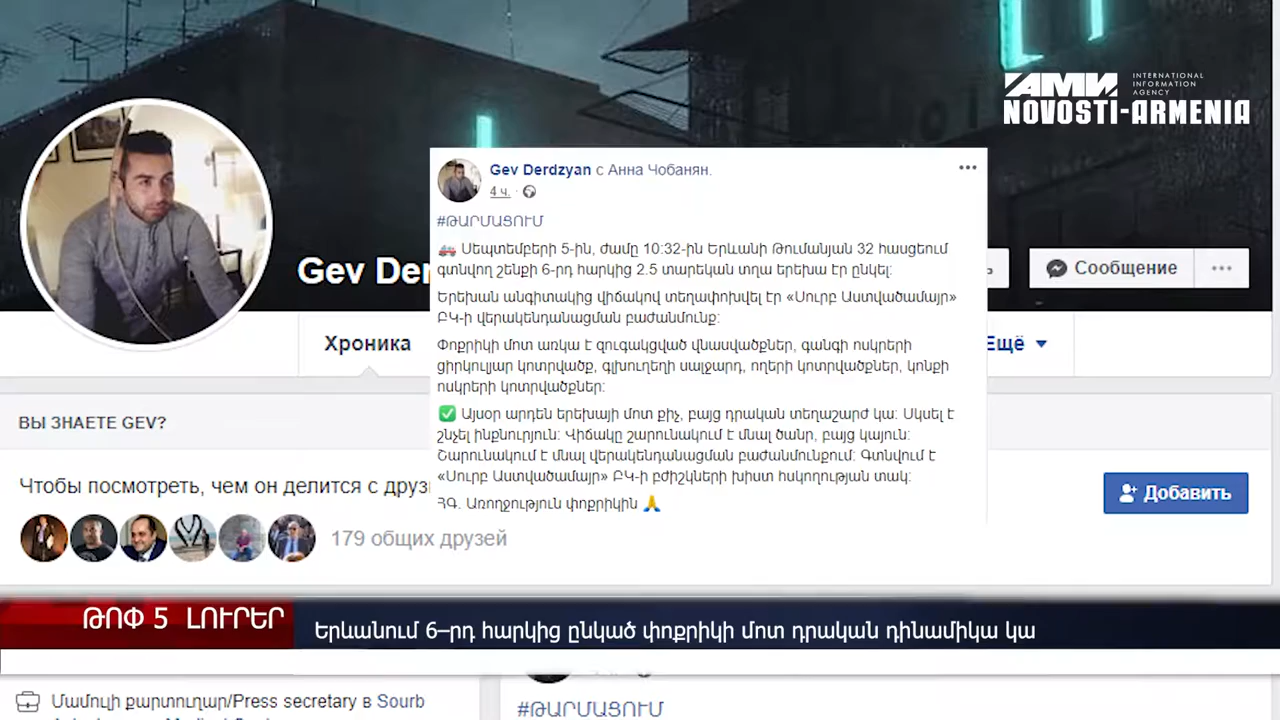 АМИ
INTERNATIONAL
INFORMATION
AGENCY
NOVOSTI-ARMENIA
Gev Derdzyan с Анна Чобанян.
4 ч.
#ԹԱՐՄԱՑՈՒՄ
🚑 Սեպտեմբերի 5-ին, ժամը 10:32-ին Երևանի Թումանյան 32 հասցեում
գտնվող շենքի 6-րդ հարկից 2.5 տարեկան տղա երեխա էր ընկել:
Երեխան անգիտակից վիճակով տեղափոխվել էր «Սուրբ Աստվածամայր»
ԲԿ-ի վերակենդանացման բաժանմունք:
Փոքրիկի մոտ առկա է զուգակցված վնասվածքներ, գանգի ոսկրերի
ցիրկուլյար կոտրվածք, գլխուղեղի սալջարդ, ողերի կոտրվածքներ, կոնքի
ոսկրերի կոտրվածքներ:
✅ Այսօր արդեն երեխայի մոտ քիչ, բայց դրական տեղաշարժ կա: Սկսել է
շնչել ինքնուրյուն: Վիճակը շարունակում է մնալ ծանր, բայց կայուն:
Շարունակում է մնալ վերակենդանացման բաժանմունքում: Գտնվում է
«Սուրբ Աստվածամայր» ԲԿ-ի բժիշկների խիստ հսկողության տակ:
ՀԳ. Առողջություն փոքրիկին 🙏
Gev Der
Сообщение
Хроника
Ещё
ВЫ ЗНАЕТЕ GEV?
Чтобы посмотреть, чем он делится с друз
Добавить
179 общих друзей
ԹՈՓ 5 ԼՈՒՐԵՐ
Երևանում 6–րդ հարկից ընկած փոքրիկի մոտ դրական դինամիկա կա
Մամուլի քարտուղար/Press secretary в Sourb
#ԹԱՐՄԱՑՈՒՄ